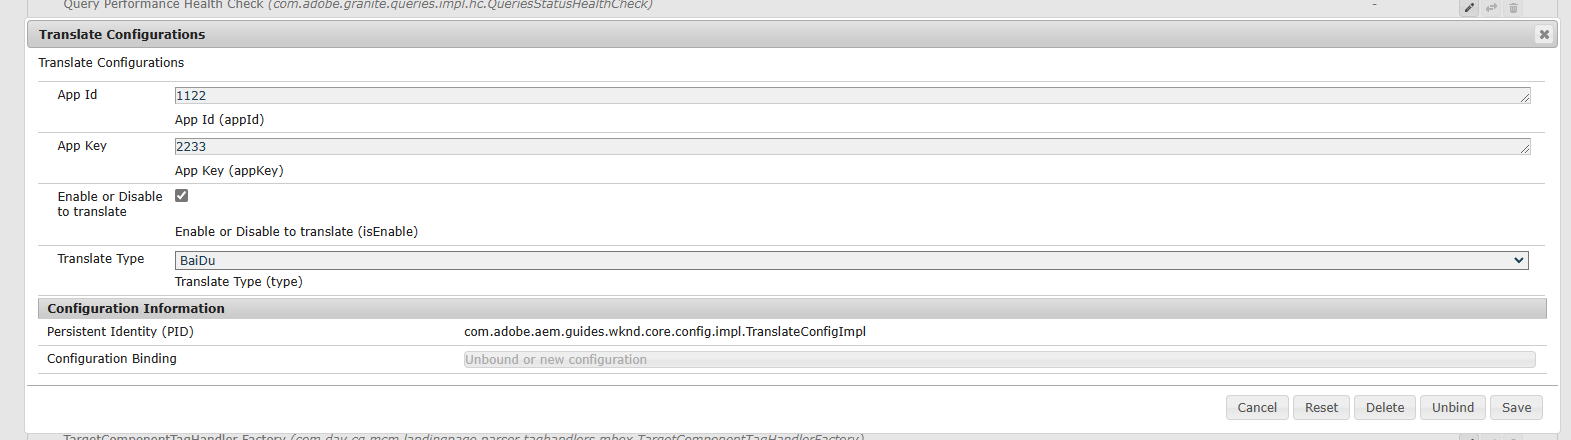 Query Performance Health Check (com.adobe.granite.queries.impl.hc.QueriesStatusHealthCheck) -
Translate Configurations
Translate Configurations
App Id
1122
App Id (appId)
App Key
2233
App Key (appKey)
Enable or Disable
to translate
Enable or Disable to translate (isEnable)
Translate Type
BaiDu
Translate Type (type)
Configuration Information
Persistent Identity (PID)
com.adobe.aem.guides.wknd.core.config.impl.TranslateConfigImpl
Configuration Binding
Unbound or new configuration
Cancel Reset Delete Unbind Save
TargetComponentTagHandler Factory (com.day.cq.mcm.landingpage.parser.taghandlers.mbox.TargetComponentTagHandlerFactory)